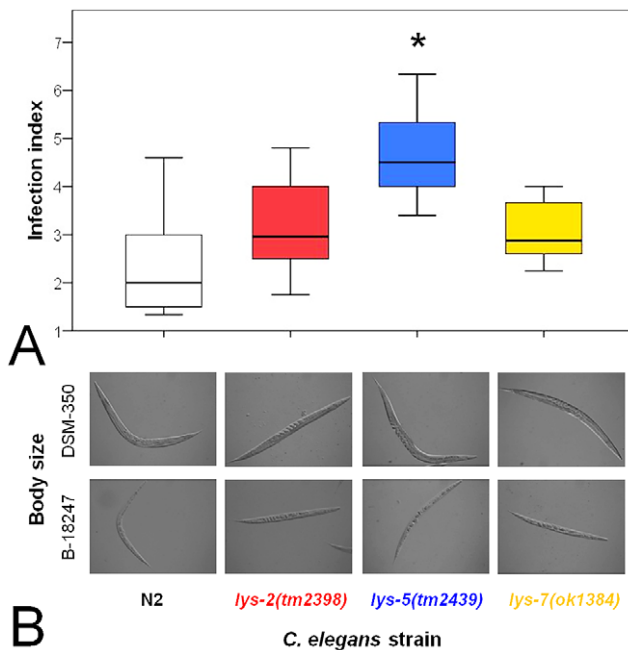 *
7
6
5
4
3
2
1
Infection index
A
DSM-350
B-18247
Body size
N2 lys-2(tm2398) lys-5(tm2439) lys-7(ok1384)
B
C. elegans strain